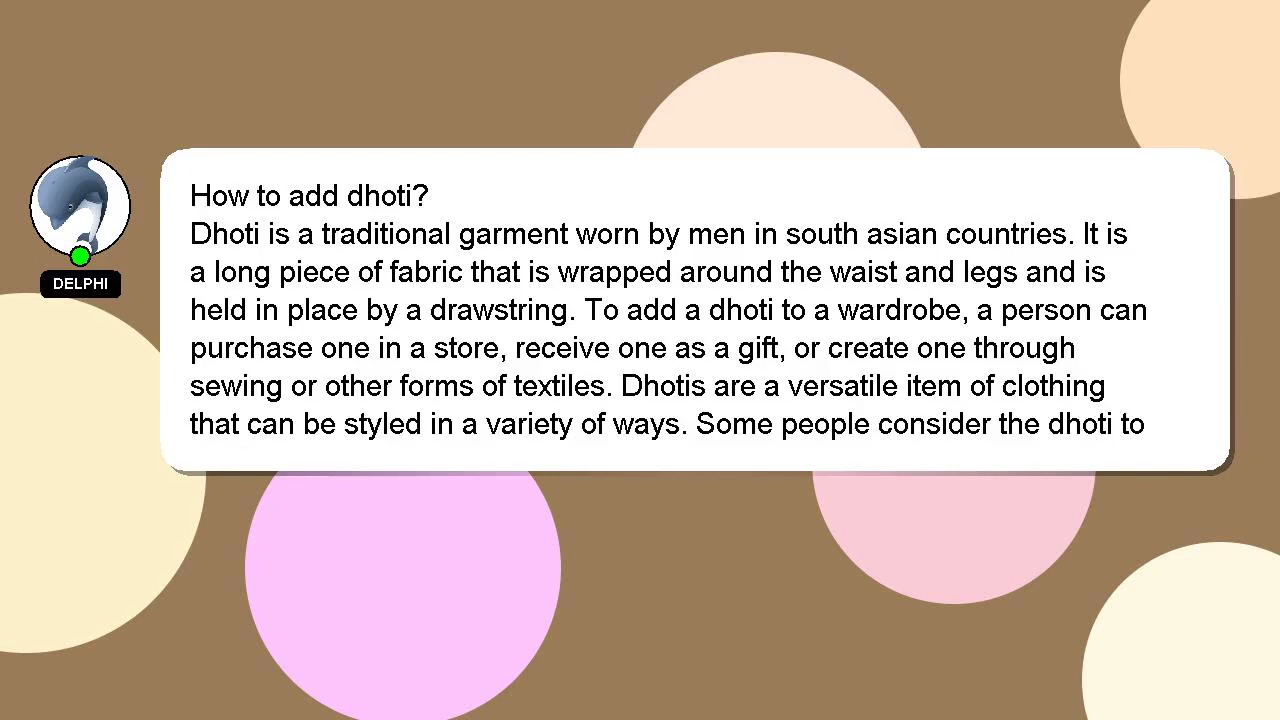 How to add dhoti?
Dhoti is a traditional garment worn by men in south asian countries. It is
a long piece of fabric that is wrapped around the waist and legs and is
held in place by a drawstring. To add a dhoti to a wardrobe, a person can
purchase one in a store, receive one as a gift, or create one through
sewing or other forms of textiles. Dhotis are a versatile item of clothing
that can be styled in a variety of ways. Some people consider the dhoti to
DELPHI